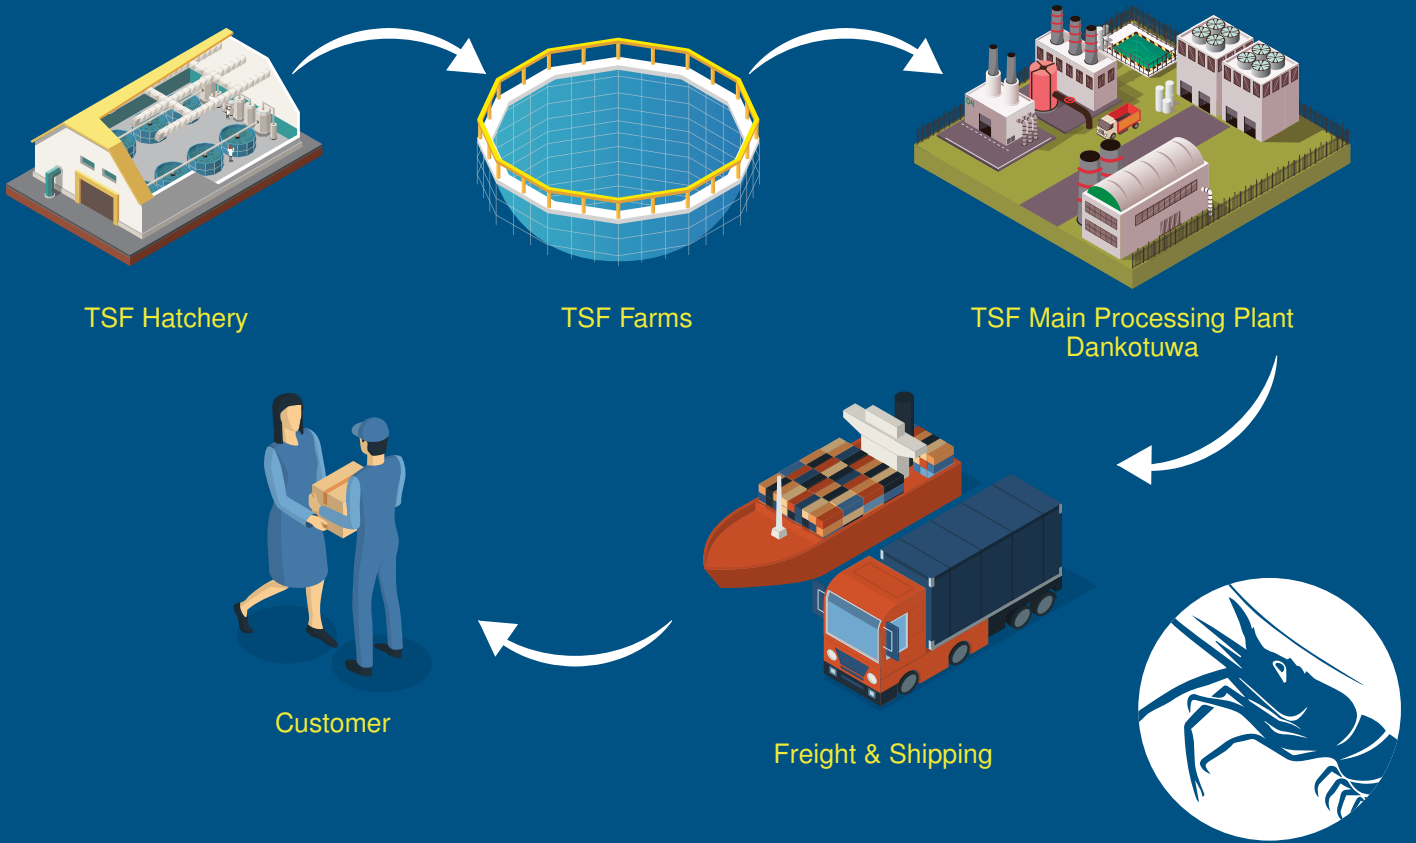 TSF Hatchery
TSF Farms
TSF Main Processing Plant
Dankotuwa
Customer
Freight & Shipping